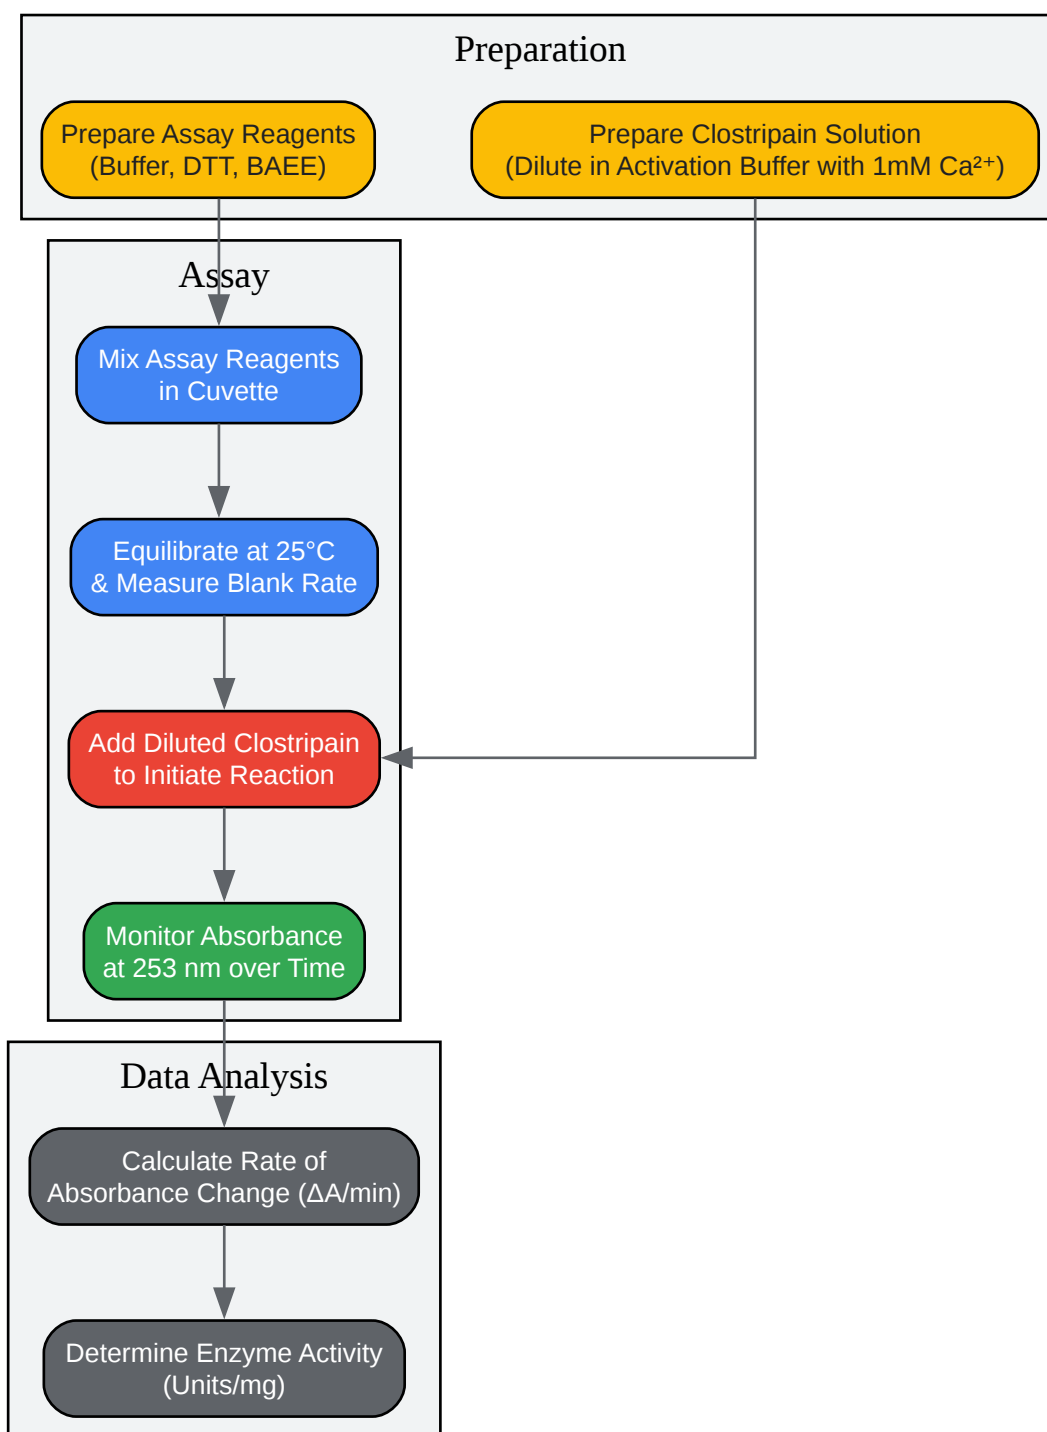 Preparation
Prepare Assay Reagents
(Buffer, DTT, BAEE)
Prepare Clostripain Solution
(Dilute in Activation Buffer with 1mM Ca²⁺)
Assay
Mix Assay Reagents
in Cuvette
Equilibrate at 25°C
& Measure Blank Rate
Add Diluted Clostripain
to Initiate Reaction
Monitor Absorbance
at 253 nm over Time
Data Analysis
Calculate Rate of
Absorbance Change (ΔA/min)
Determine Enzyme Activity
(Units/mg)